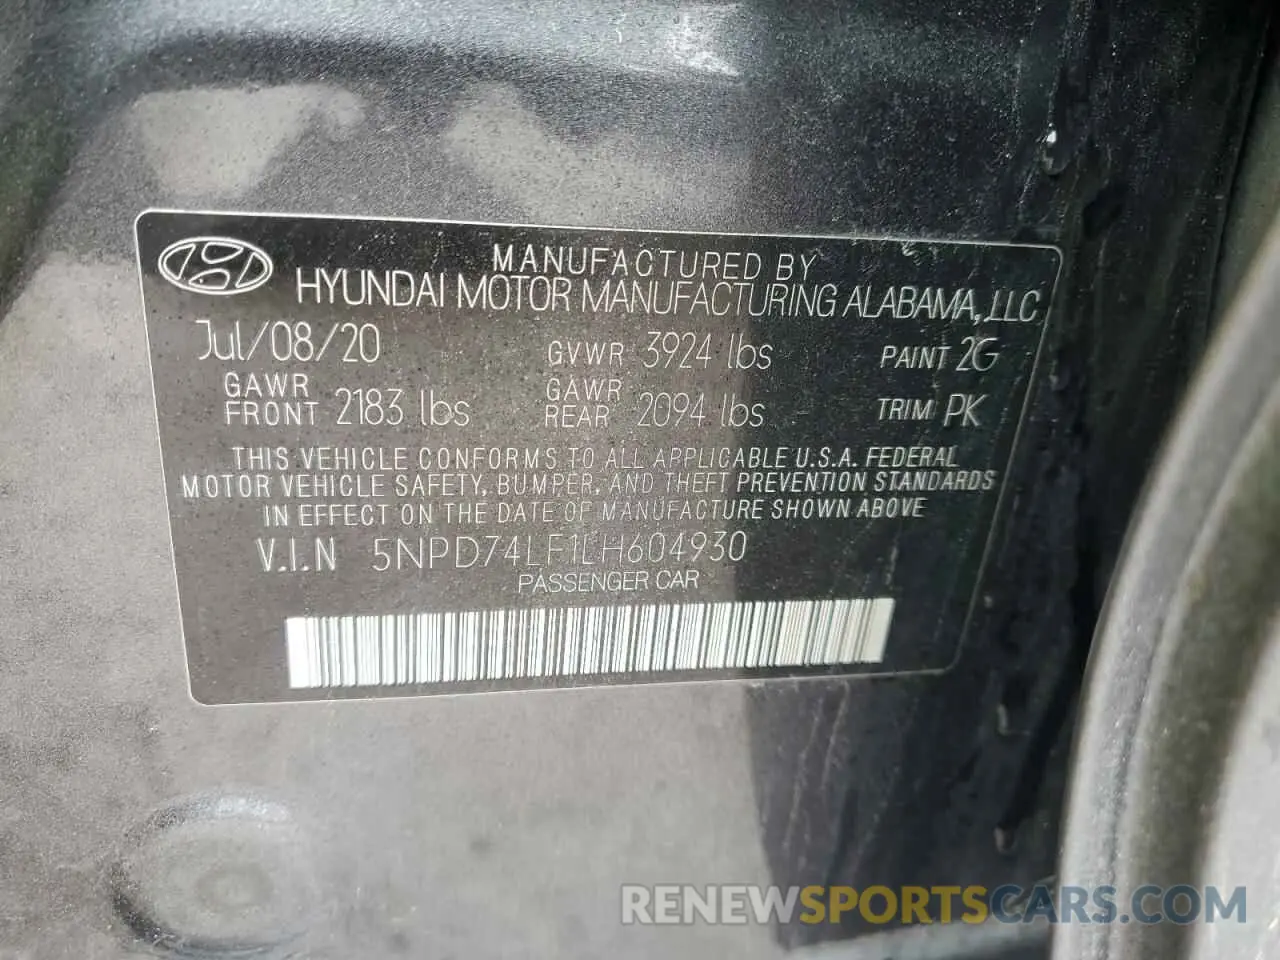 MANUFACTURED BY
HYUNDAI MOTOR MANUFACTURING ALABAMA, LLC
Jul/08/20 GVWR 3924 lbs PAINT 2G
GAWR FRONT 2183 lbs GAWR REAR 2094 lbs TRIM PK
THIS VEHICLE CONFORMS TO ALL APPLICABLE U.S.A. FEDERAL
MOTOR VEHICLE SAFETY, BUMPER, AND THEFT PREVENTION STANDARDS
IN EFFECT ON THE DATE OF MANUFACTURE SHOWN ABOVE
V.I.N 5NPD74LF1LH604930
PASSENGER CAR
RENEWSPORTSCARS.COM